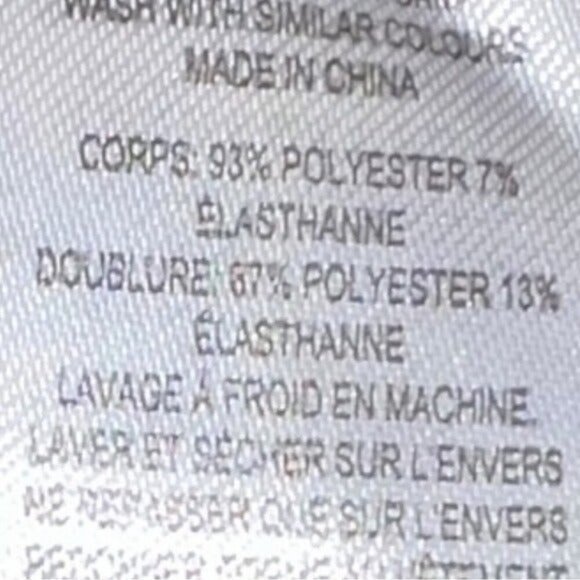 WASH WITH SIMILAR COLOURS
MADE IN CHINA
CORPS: 93% POLYESTER 7%
ÉLASTHANNE
DOUBLURE: 87% POLYESTER 13%
ÉLASTHANNE
LAVAGE À FROID EN MACHINE.
LAVER ET SÉCHER SUR L'ENVERS
NE REPASSER QUE SUR L'ENVERS